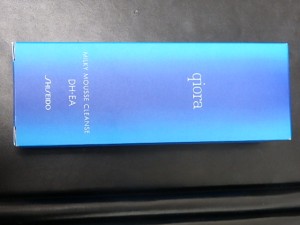 qiora
MILKY MOUSSE CLEANSE
DH-EA
SHISEIDO